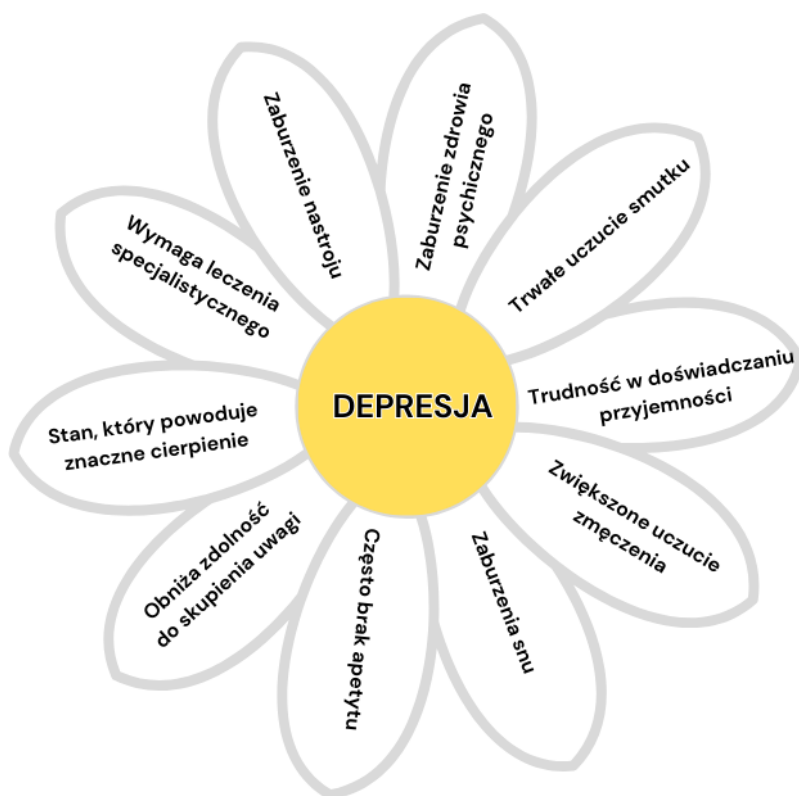 DEPRESJA
Zaburzenie zdrowia
psychicznego
Trwałe uczucie smutku
Trudność w doświadczaniu
przyjemności
Zwiększone uczucie
zmęczenia
Zaburzenia snu
Często brak apetytu
Obniża zdolność
do skupienia uwagi
Stan, który powoduje
znaczne cierpienie
Wymaga leczenia
specjalistycznego
Zaburzenie nastroju